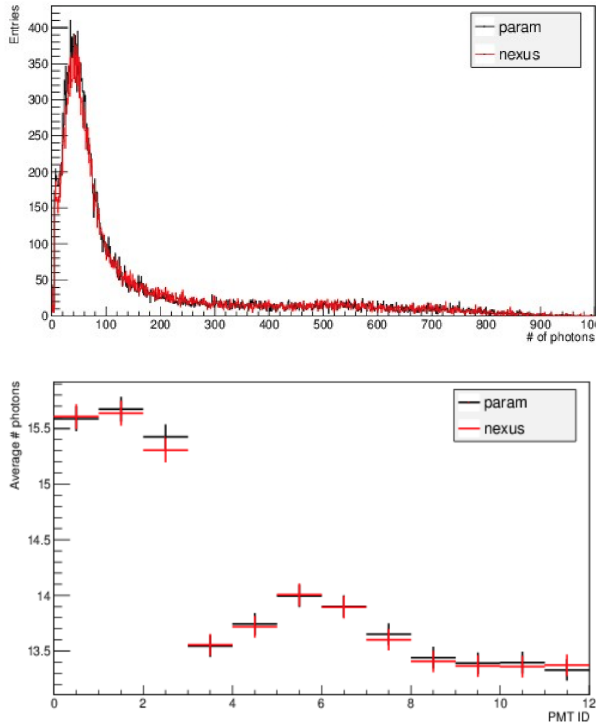 Entries
400
350
300
250
200
150
100
50
0
param
nexus
0 100 200 300 400 500 600 700 800 900 100
# of photons
Average # photons
15.5
15
14.5
14
13.5
param
nexus
0 2 4 6 8 10 12
PMT ID